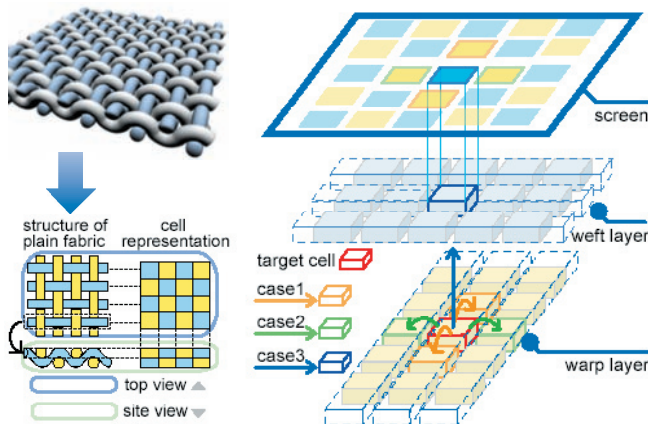 screen
weft layer
structure of
plain fabric
cell
representation
target cell
case1
case2
case3
top view
site view
warp layer